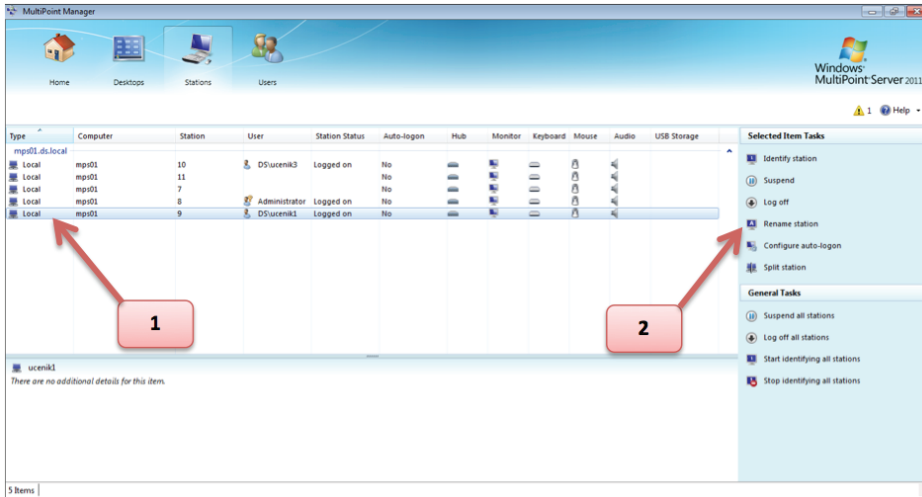 MultiPoint Manager
Home Desktops Stations Users
Windows®
MultiPoint®Server 2011
1 Help
Type Computer Station User Station Status Auto-logon Hub Monitor Keyboard Mouse Audio USB Storage
mps01.ds.local
Local mps01 10 DS\ucenik3 Logged on No
Local mps01 11 No
Local mps01 7 No
Local mps01 8 Administrator Logged on No
Local mps01 9 DS\ucenik1 Logged on No
1
2
ucenik1
There are no additional details for this item.
5 Items
Selected Item Tasks
Identify station
Suspend
Log off
Rename station
Configure auto-logon
Split station
General Tasks
Suspend all stations
Log off all stations
Start identifying all stations
Stop identifying all stations